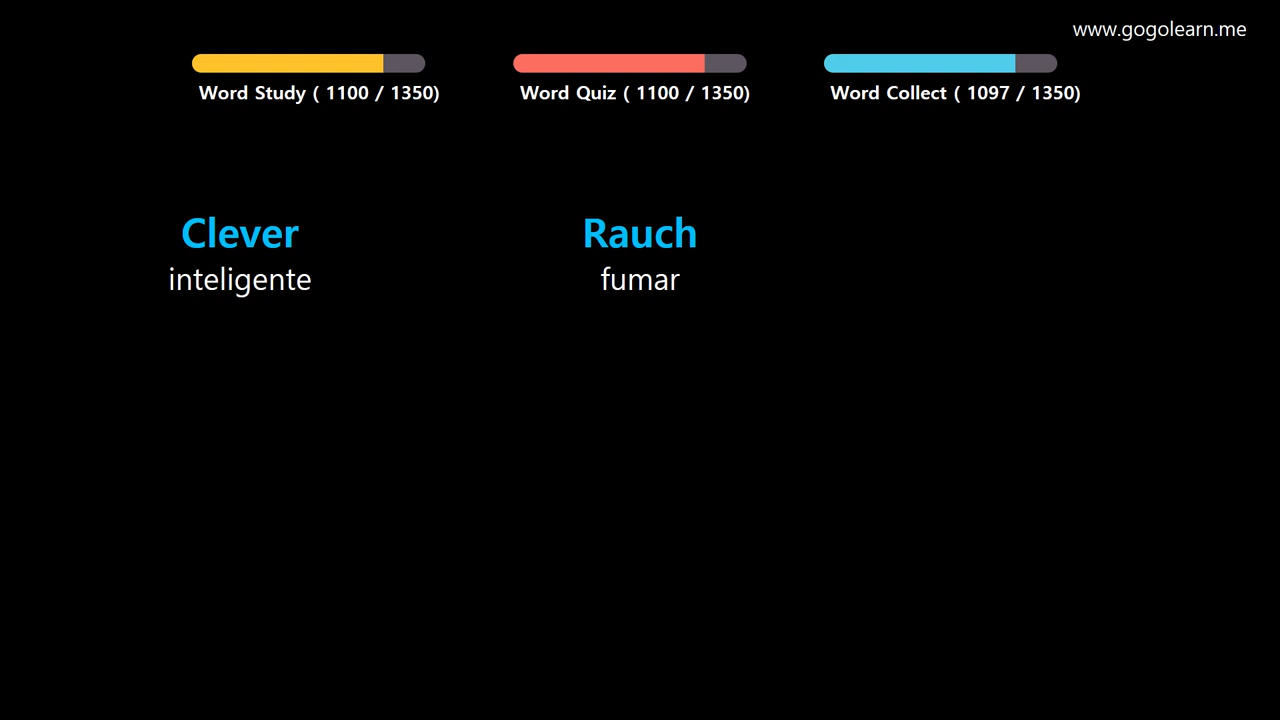 www.gogolearn.me
Word Study ( 1100 / 1350)
Word Quiz ( 1100 / 1350)
Word Collect ( 1097 / 1350)
Clever
inteligente
Rauch
fumar